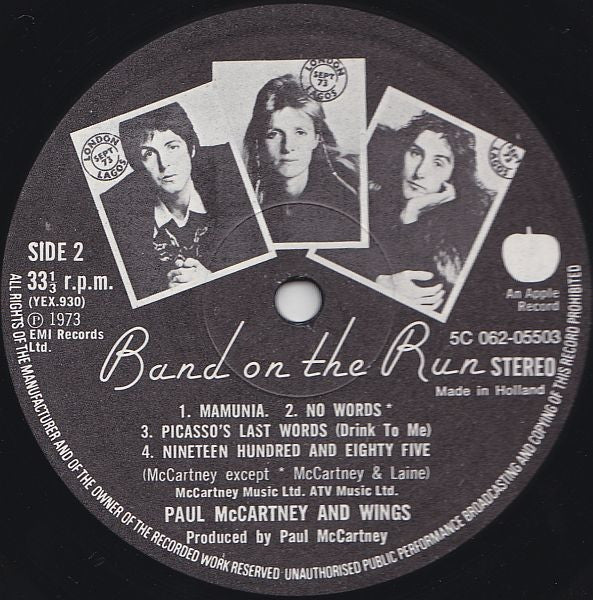 LONDON
SEPT
73
LAGOS
LONDON
SEPT
73
LAGOS
SIDE 2
33⅓ r.p.m.
(YEX.930)
℗ 1973
EMI Records
Ltd.
An Apple
Record
5C 062-05503
Band on the Run STEREO
Made in Holland
1. MAMUNIA. 2. NO WORDS *
3. PICASSO'S LAST WORDS (Drink To Me)
4. NINETEEN HUNDRED AND EIGHTY FIVE
(McCartney except * McCartney & Laine)
McCartney Music Ltd. ATV Music Ltd.
PAUL McCARTNEY AND WINGS
Produced by Paul McCartney
ALL RIGHTS OF THE MANUFACTURER AND OF THE OWNER OF THE RECORDED WORK RESERVED UNAUTHORISED PUBLIC PERFORMANCE BROADCASTING AND COPYING OF THIS RECORD PROHIBITED